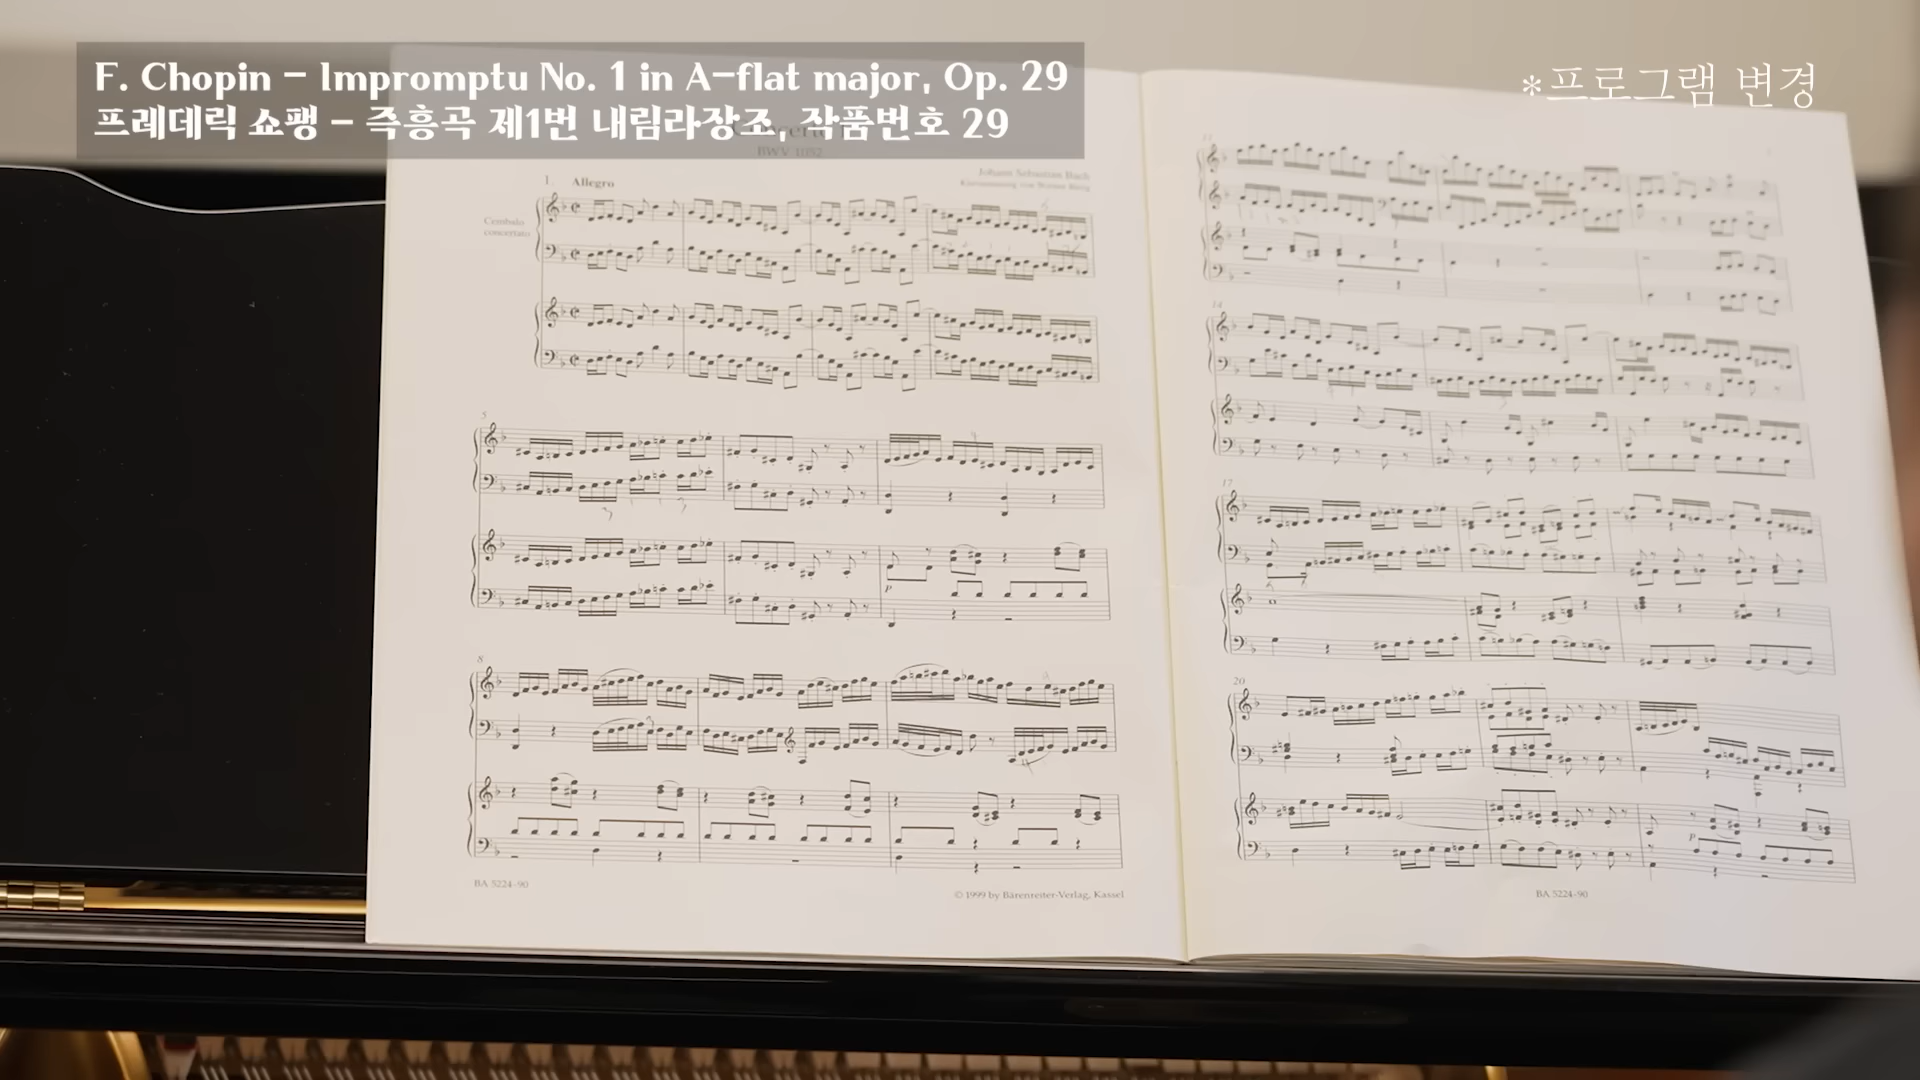 F. Chopin – Impromptu No. 1 in A-flat major, Op. 29
프레데릭 쇼팽 – 즉흥곡 제1번 내림라장조, 작품번호 29
*프로그램 변경
Concerto
BWV 1052
Johann Sebastian Bach
1. Allegro
Cembalo
concertato
5
8
BA 5224-90
© 1999 by Bärenreiter-Verlag, Kassel
11
14
17
20
BA 5224-90